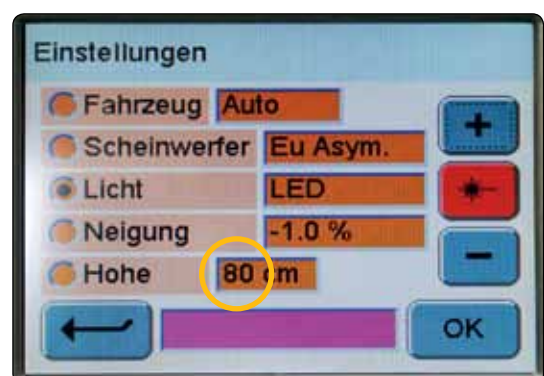 Einstellungen
Fahrzeug Auto
Scheinwerfer Eu Asym.
Licht LED
Neigung -1.0 %
Hohe 80 cm
+
-
OK